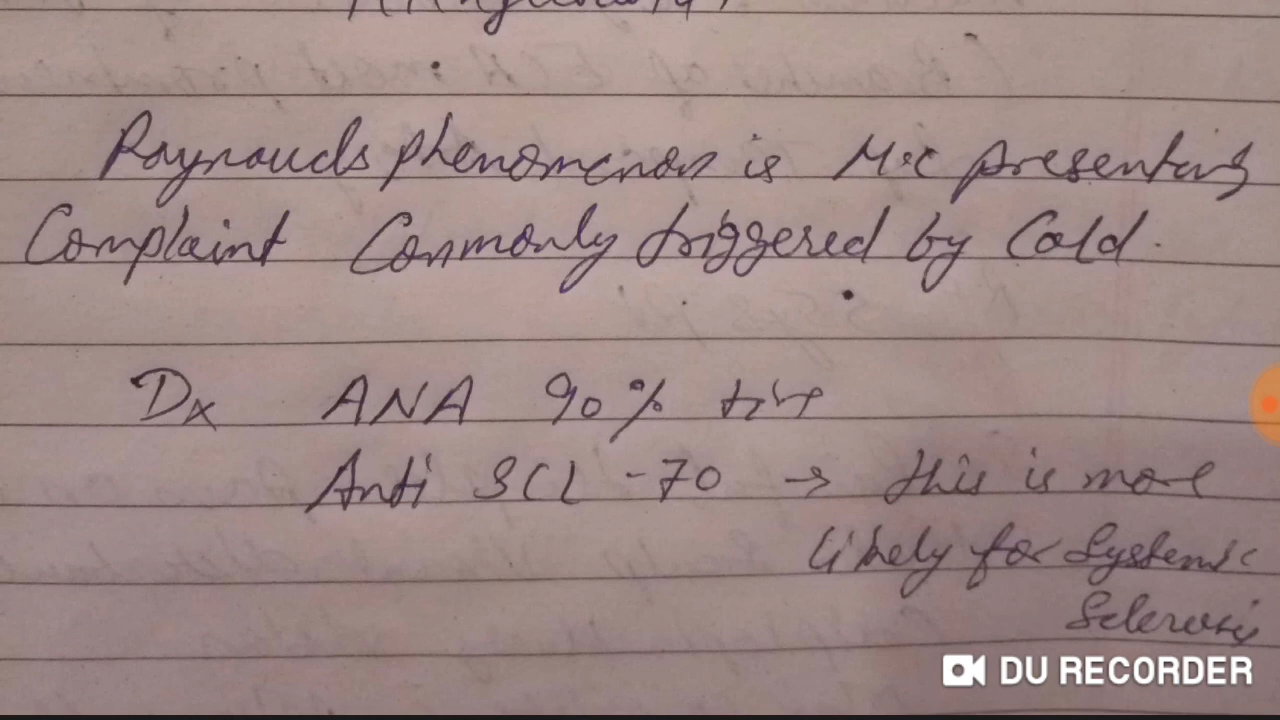 Raynauds phenomenon is M.c presenting
Complaint Commonly triggered by Cold.
Dx ANA 90% +ive
Anti SCL-70 → this is more
likely for Systemic
Sclerosis
DU RECORDER